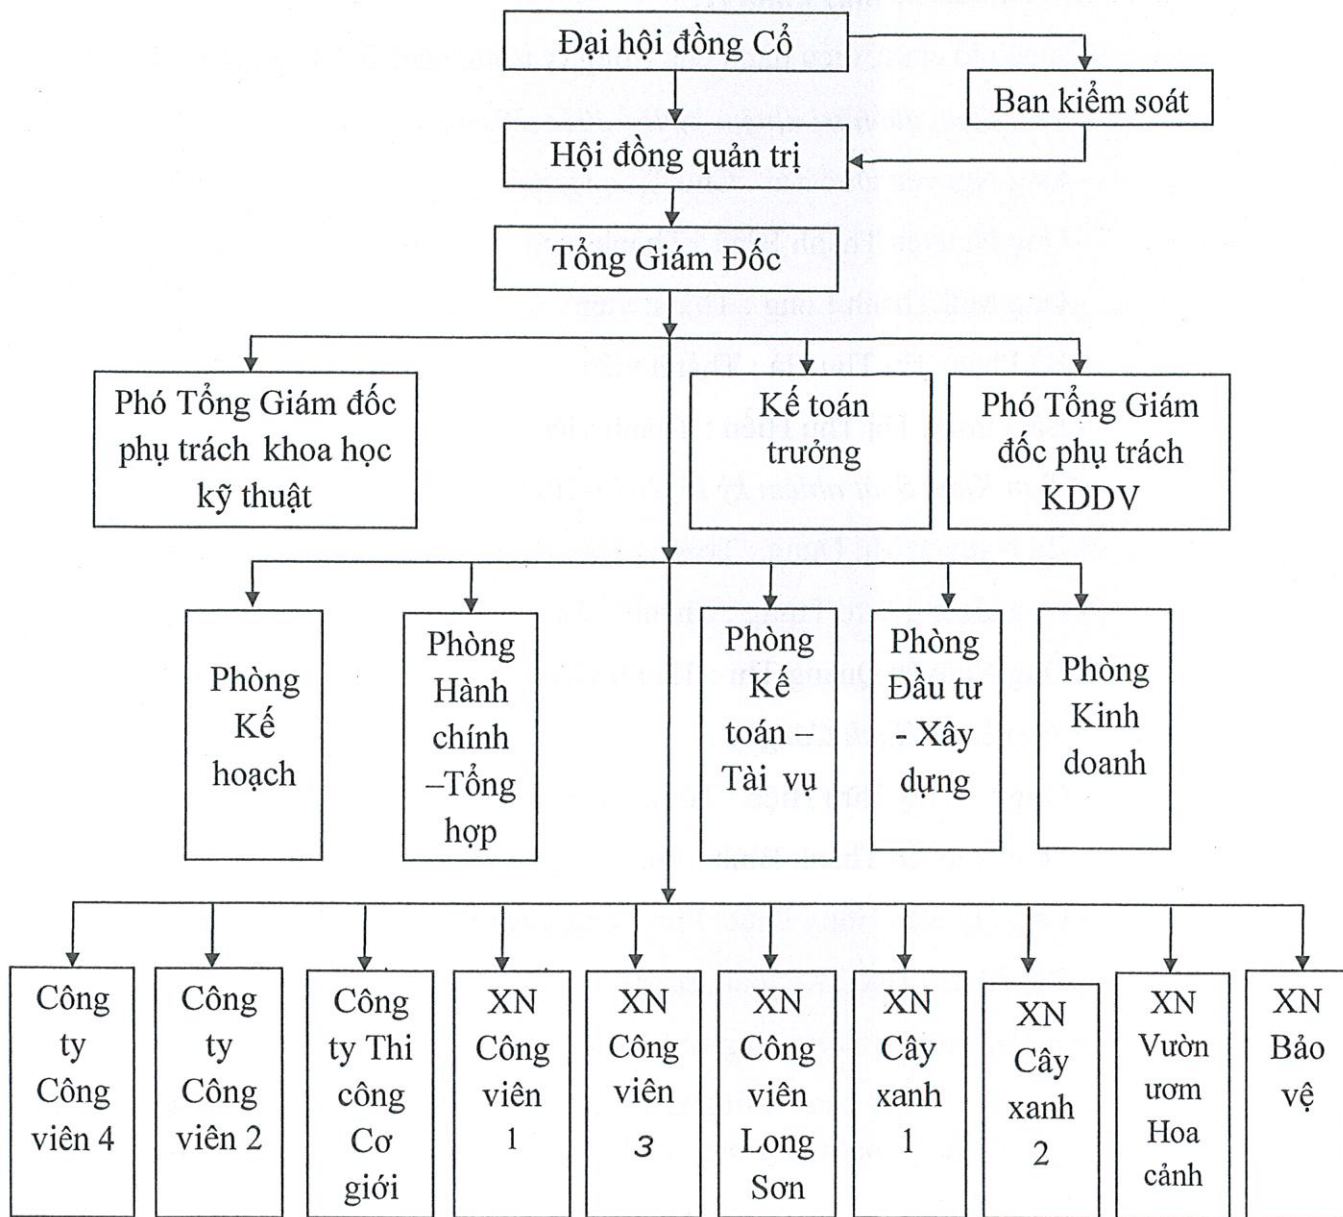 Đại hội đồng Cổ
Ban kiểm soát
Hội đồng quản trị
Tổng Giám Đốc
Phó Tổng Giám đốc
phụ trách khoa học
kỹ thuật
Kế toán
trưởng
Phó Tổng Giám
đốc phụ trách
KDDV
Phòng
Kế
hoạch
Phòng
Hành
chính
–Tổng
hợp
Phòng
Kế
toán –
Tài vụ
Phòng
Đầu tư
- Xây
dựng
Phòng
Kinh
doanh
Công
ty
Công
viên 4
Công
ty
Công
viên 2
Công
ty Thi
công
Cơ
giới
XN
Công
viên
1
XN
Công
viên
3
XN
Công
viên
Long
Sơn
XN
Cây
xanh
1
XN
Cây
xanh
2
XN
Vườn
ươm
Hoa
cảnh
XN
Bảo
vệ